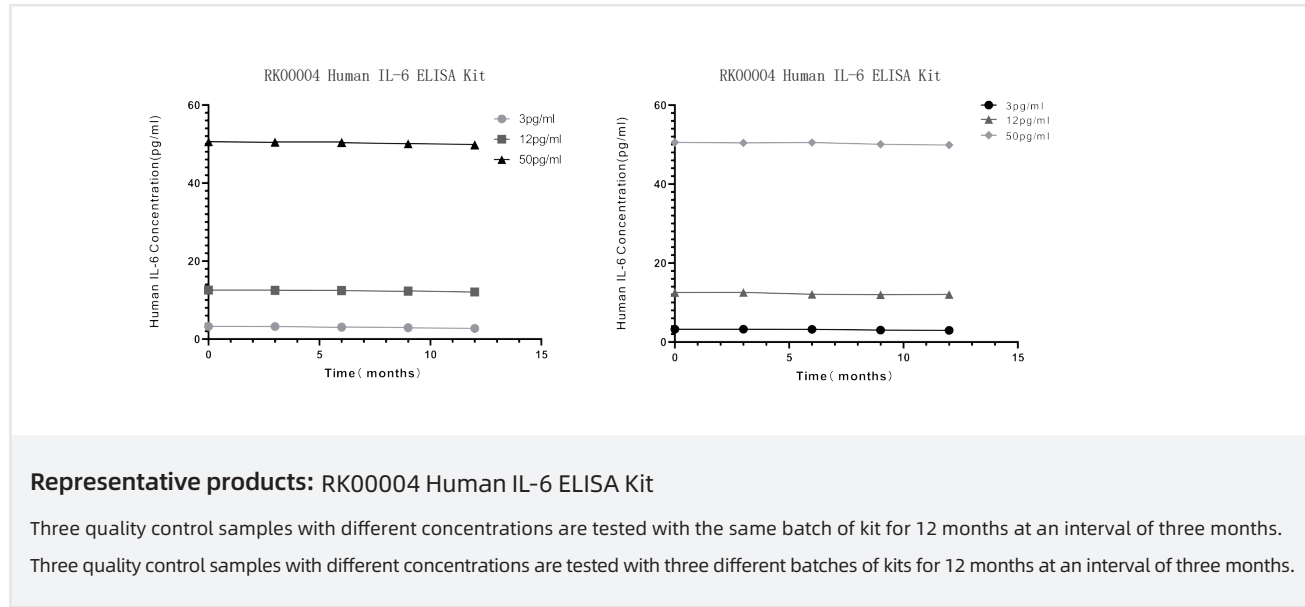 RK00004 Human IL-6 ELISA Kit
Human IL-6 Concentration(pg/ml)
60
40
20
0
0 5 10 15
Time( months)
3pg/ml
12pg/ml
50pg/ml
RK00004 Human IL-6 ELISA Kit
Human IL-6 Concentration(pg/ml)
60
40
20
0
0 5 10 15
Time( months)
3pg/ml
12pg/ml
50pg/ml
Representative products: RK00004 Human IL-6 ELISA Kit
Three quality control samples with different concentrations are tested with the same batch of kit for 12 months at an interval of three months.
Three quality control samples with different concentrations are tested with three different batches of kits for 12 months at an interval of three months.